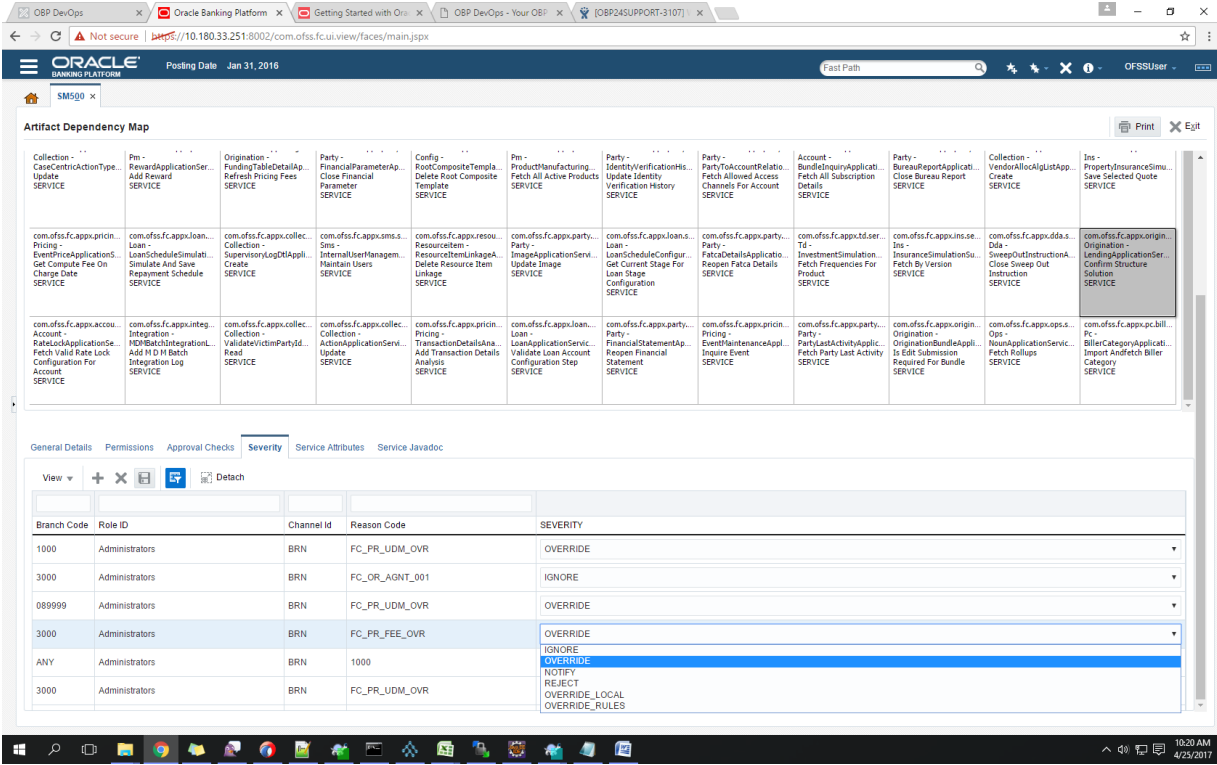 OBP DevOps
Oracle Banking Platform
Getting Started with Ora
OBP DevOps - Your OBP
[OBP24SUPPORT-3107]
Not secure | https://10.180.33.251:8002/com.ofss.fc.ui.view/faces/main.jspx
ORACLE
BANKING PLATFORM
Posting Date Jan 31, 2016
Fast Path
OFSSUser
SM500
Artifact Dependency Map
Print
Exit
Collection -
CaseCentricActionType...
Update
SERVICE
Pm -
RewardApplicationSer...
Add Reward
SERVICE
Origination -
FundingTableDetailAp...
Refresh Pricing Fees
SERVICE
Party -
FinancialParameterAp...
Close Financial
Parameter
SERVICE
Config -
RootCompositeTempla...
Delete Root Composite
Template
SERVICE
Pm -
ProductManufacturing...
Fetch All Active Products
SERVICE
Party -
IdentityVerificationHis...
Update Identity
Verification History
SERVICE
Party -
PartyToAccountRelatio...
Fetch Allowed Access
Channels For Account
SERVICE
Account -
BundleInquiryApplicati...
Fetch All Subscription
Details
SERVICE
Party -
BureauReportApplicati...
Close Bureau Report
SERVICE
Collection -
VendorAllocAlgListApp...
Create
SERVICE
Ins -
PropertyInsuranceSimu...
Save Selected Quote
SERVICE
com.ofss.fc.appx.pricin...
Pricing -
EventPriceApplicationS...
Get Compute Fee On
Charge Date
SERVICE
com.ofss.fc.appx.loan....
Loan -
LoanScheduleSimulati...
Simulate And Save
Repayment Schedule
SERVICE
com.ofss.fc.appx.collec...
Collection -
SupervisoryLogDtlAppli...
Create
SERVICE
com.ofss.fc.appx.sms.s...
Sms -
InternalUserManagem...
Maintain Users
SERVICE
com.ofss.fc.appx.resou...
Resourceitem -
ResourceItemLinkageA...
Delete Resource Item
Linkage
SERVICE
com.ofss.fc.appx.party....
Party -
ImageApplicationServi...
Update Image
SERVICE
com.ofss.fc.appx.loan.s...
Loan -
LoanScheduleConfigur...
Get Current Stage For
Loan Stage
Configuration
SERVICE
com.ofss.fc.appx.party....
Party -
FatcaDetailsApplicatio...
Reopen Fatca Details
SERVICE
com.ofss.fc.appx.td.ser...
Td -
InvestmentSimulation...
Fetch Frequencies For
Product
SERVICE
com.ofss.fc.appx.ins.se...
Ins -
InsuranceSimulationSu...
Fetch By Version
SERVICE
com.ofss.fc.appx.dda.s...
Dda -
SweepOutInstructionA...
Close Sweep Out
Instruction
SERVICE
com.ofss.fc.appx.origin...
Origination -
LendingApplicationSer...
Confirm Structure
Solution
SERVICE
com.ofss.fc.appx.accou...
Account -
RateLockApplicationSe...
Fetch Valid Rate Lock
Configuration For
Account
SERVICE
com.ofss.fc.appx.integ...
Integration -
MDMBatchIntegrationL...
Add M D M Batch
Integration Log
SERVICE
com.ofss.fc.appx.collec...
Collection -
ValidateVictimPartyId...
Read
SERVICE
com.ofss.fc.appx.collec...
Collection -
ActionApplicationServi...
Update
SERVICE
com.ofss.fc.appx.pricin...
Pricing -
TransactionDetailsAna...
Add Transaction Details
Analysis
SERVICE
com.ofss.fc.appx.loan....
Loan -
LoanApplicationServic...
Validate Loan Account
Configuration Step
SERVICE
com.ofss.fc.appx.party....
Party -
FinancialStatementAp...
Reopen Financial
Statement
SERVICE
com.ofss.fc.appx.pricin...
Pricing -
EventMaintenanceAppl...
Inquire Event
SERVICE
com.ofss.fc.appx.party....
Party -
PartyLastActivityApplic...
Fetch Party Last Activity
SERVICE
com.ofss.fc.appx.origin...
Origination -
OriginationBundleAppli...
Is Edit Submission
Required For Bundle
SERVICE
com.ofss.fc.appx.ops.s...
Ops -
NounApplicationServic...
Fetch Rollups
SERVICE
com.ofss.fc.appx.pc.bill...
Pc -
BillerCategoryApplicati...
Import Andfetch Biller
Category
SERVICE
General Details Permissions Approval Checks Severity Service Attributes Service Javadoc
View Detach
Branch Code Role ID Channel Id Reason Code SEVERITY
1000 Administrators BRN FC_PR_UDM_OVR OVERRIDE
3000 Administrators BRN FC_OR_AGNT_001 IGNORE
089999 Administrators BRN FC_PR_UDM_OVR OVERRIDE
3000 Administrators BRN FC_PR_FEE_OVR OVERRIDE
ANY Administrators BRN 1000
3000 Administrators BRN FC_PR_UDM_OVR
IGNORE
OVERRIDE
NOTIFY
REJECT
OVERRIDE_LOCAL
OVERRIDE_RULES
10:20 AM
4/25/2017